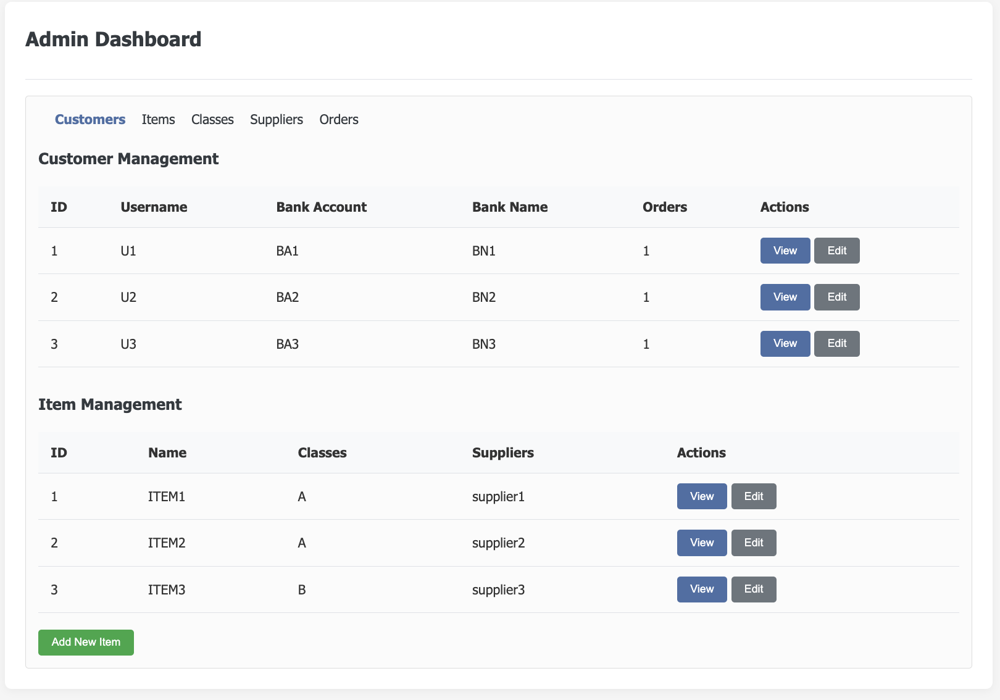 Admin Dashboard
Customers Items Classes Suppliers Orders
Customer Management
ID Username Bank Account Bank Name Orders Actions
1 U1 BA1 BN1 1 View Edit
2 U2 BA2 BN2 1 View Edit
3 U3 BA3 BN3 1 View Edit
Item Management
ID Name Classes Suppliers Actions
1 ITEM1 A supplier1 View Edit
2 ITEM2 A supplier2 View Edit
3 ITEM3 B supplier3 View Edit
Add New Item